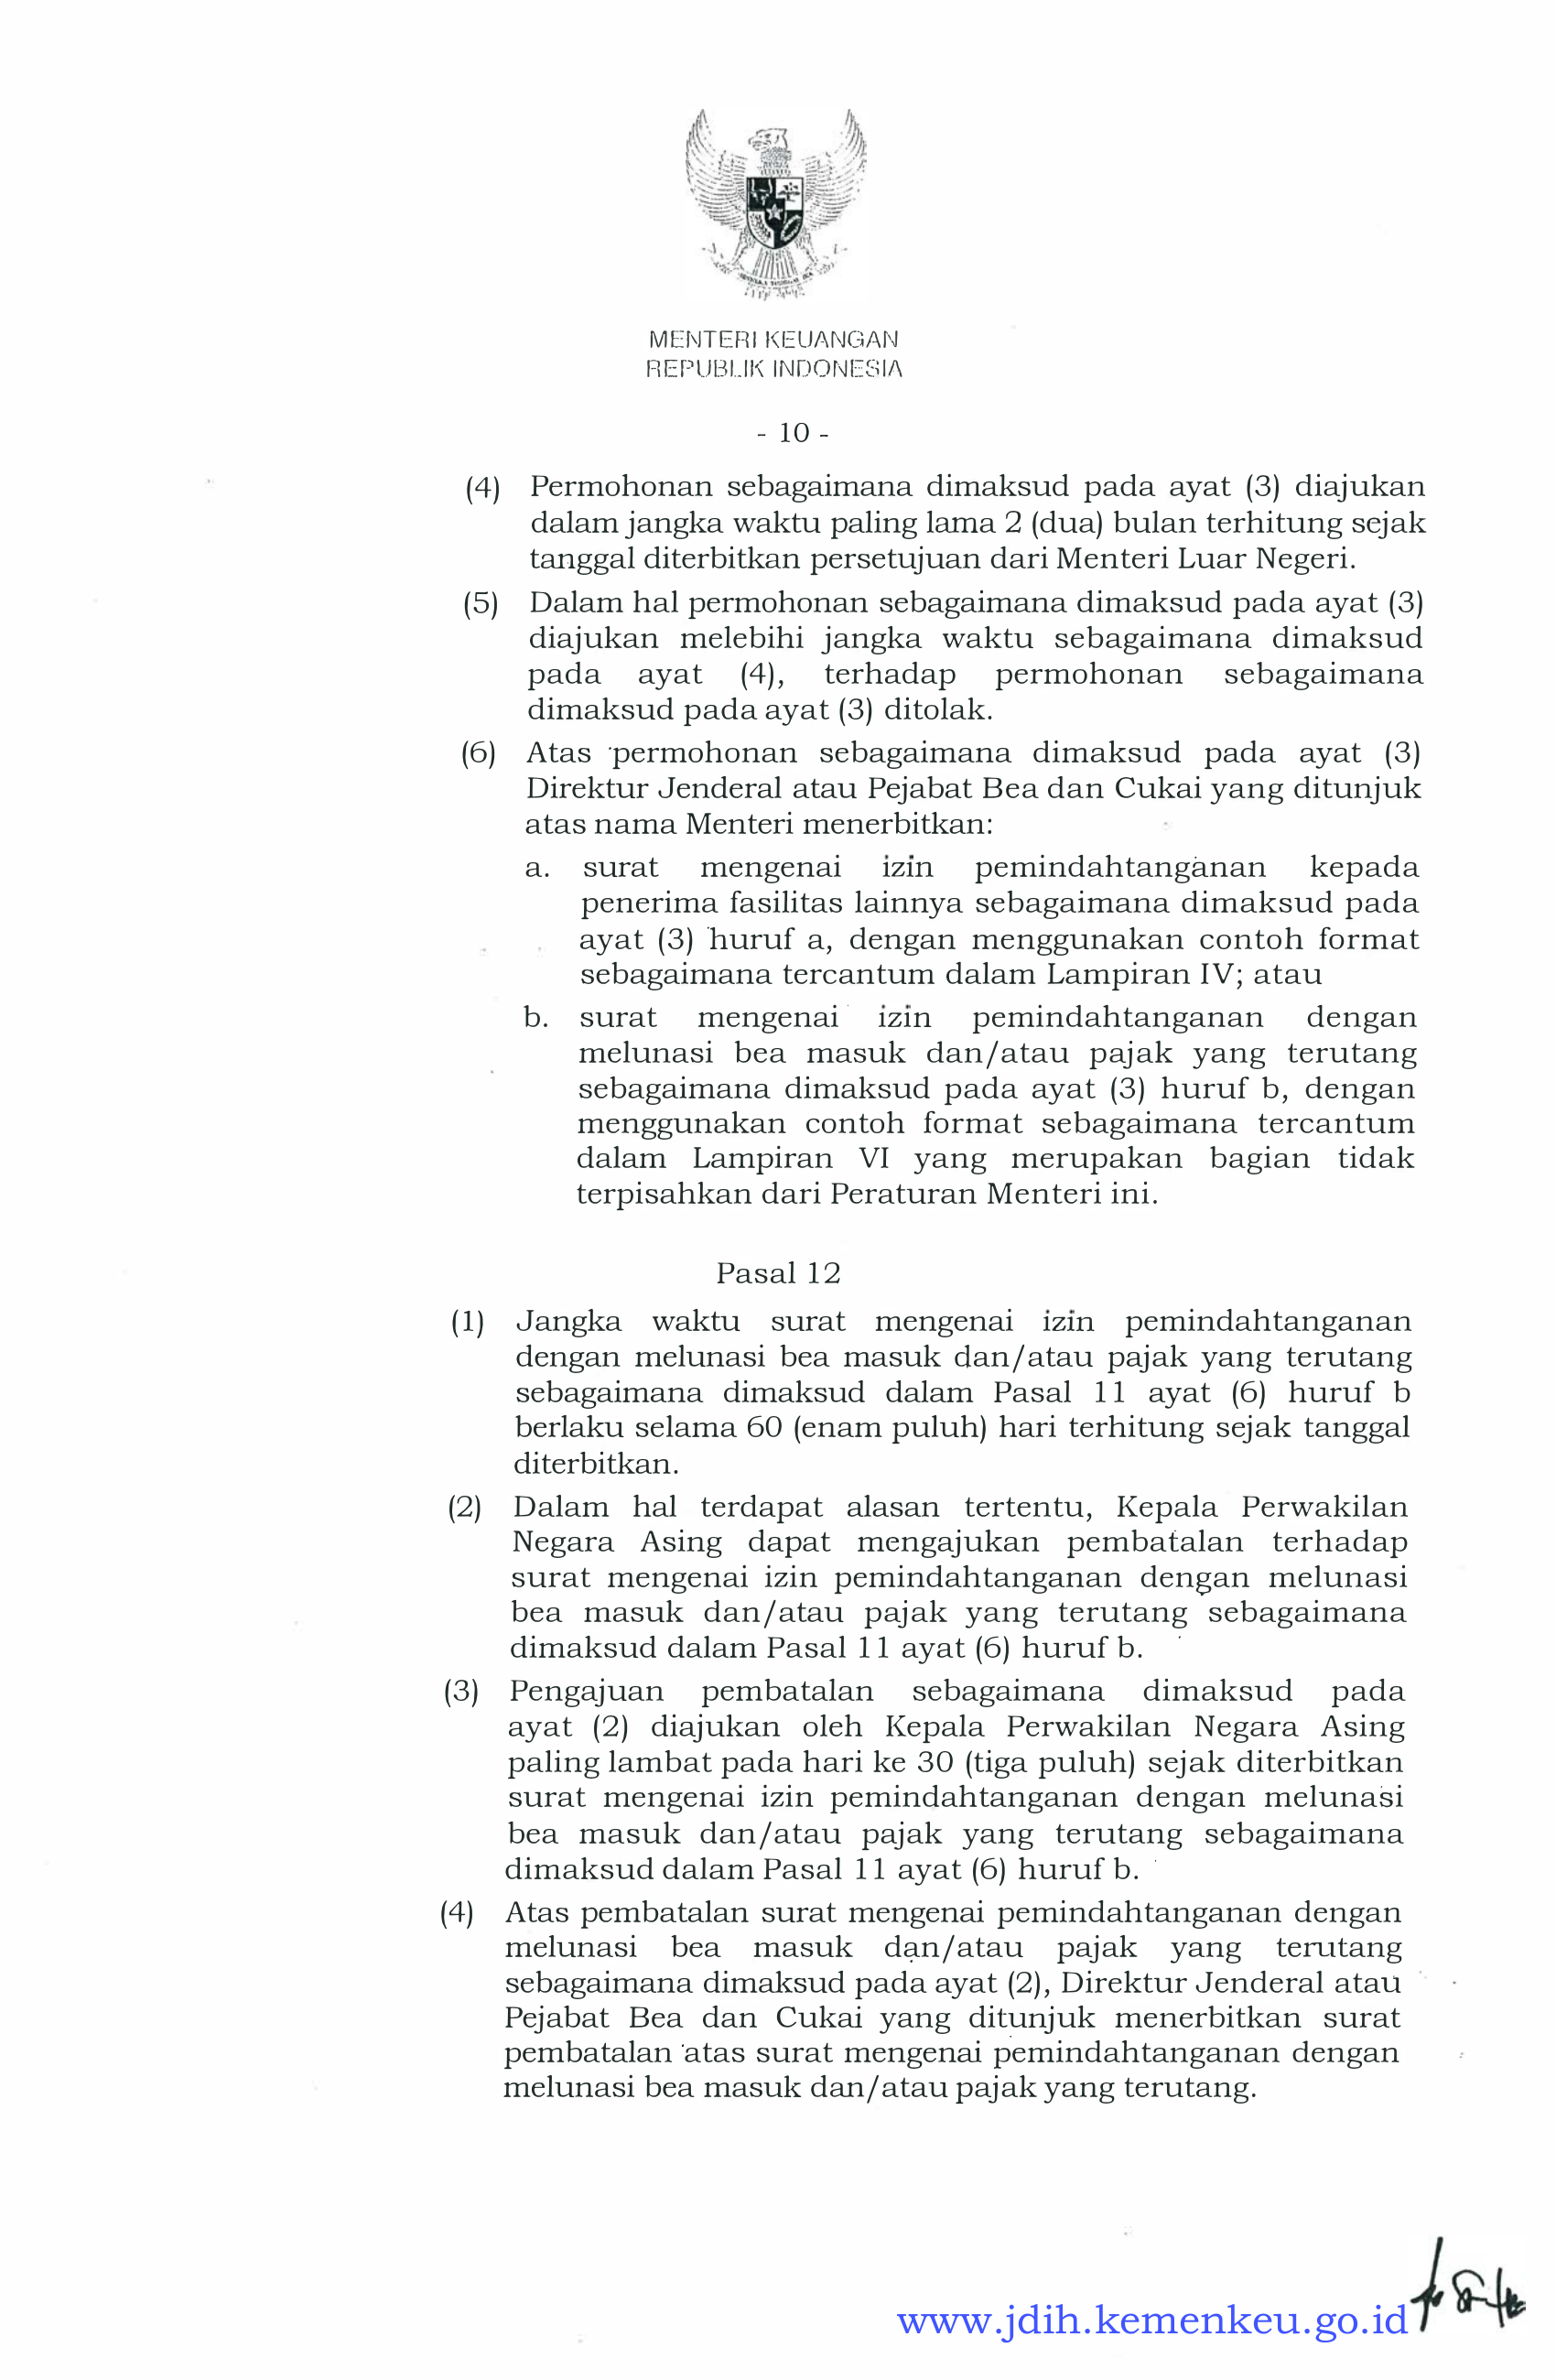 MENTERI KEUANGAN
REPUBLIK INDONESIA
- 10 -
(4) Permohonan sebagaimana dimaksud pada ayat (3) diajukan
dalam jangka waktu paling lama 2 (dua) bulan terhitung sejak
tanggal diterbitkan persetujuan dari Menteri Luar Negeri.
(5) Dalam hal permohonan sebagaimana dimaksud pada ayat (3)
diajukan melebihi jangka waktu sebagaimana dimaksud
pada ayat (4), terhadap permohonan sebagaimana
dimaksud pada ayat (3) ditolak.
(6) Atas permohonan sebagaimana dimaksud pada ayat (3)
Direktur Jenderal atau Pejabat Bea dan Cukai yang ditunjuk
atas nama Menteri menerbitkan:
a. surat mengenai izin pemindahtanganan kepada
penerima fasilitas lainnya sebagaimana dimaksud pada
ayat (3) huruf a, dengan menggunakan contoh format
sebagaimana tercantum dalam Lampiran IV; atau
b. surat mengenai izin pemindahtanganan dengan
melunasi bea masuk dan/atau pajak yang terutang
sebagaimana dimaksud pada ayat (3) huruf b, dengan
menggunakan contoh format sebagaimana tercantum
dalam Lampiran VI yang merupakan bagian tidak
terpisahkan dari Peraturan Menteri ini.
Pasal 12
(1) Jangka waktu surat mengenai izin pemindahtanganan
dengan melunasi bea masuk dan/atau pajak yang terutang
sebagaimana dimaksud dalam Pasal 11 ayat (6) huruf b
berlaku selama 60 (enam puluh) hari terhitung sejak tanggal
diterbitkan.
(2) Dalam hal terdapat alasan tertentu, Kepala Perwakilan
Negara Asing dapat mengajukan pembatalan terhadap
surat mengenai izin pemindahtanganan dengan melunasi
bea masuk dan/atau pajak yang terutang sebagaimana
dimaksud dalam Pasal 11 ayat (6) huruf b.
(3) Pengajuan pembatalan sebagaimana dimaksud pada
ayat (2) diajukan oleh Kepala Perwakilan Negara Asing
paling lambat pada hari ke 30 (tiga puluh) sejak diterbitkan
surat mengenai izin pemindahtanganan dengan melunasi
bea masuk dan/atau pajak yang terutang sebagaimana
dimaksud dalam Pasal 11 ayat (6) huruf b.
(4) Atas pembatalan surat mengenai pemindahtanganan dengan
melunasi bea masuk dan/atau pajak yang terutang
sebagaimana dimaksud pada ayat (2), Direktur Jenderal atau
Pejabat Bea dan Cukai yang ditunjuk menerbitkan surat
pembatalan atas surat mengenai pemindahtanganan dengan
melunasi bea masuk dan/atau pajak yang terutang.
www.jdih.kemenkeu.go.id